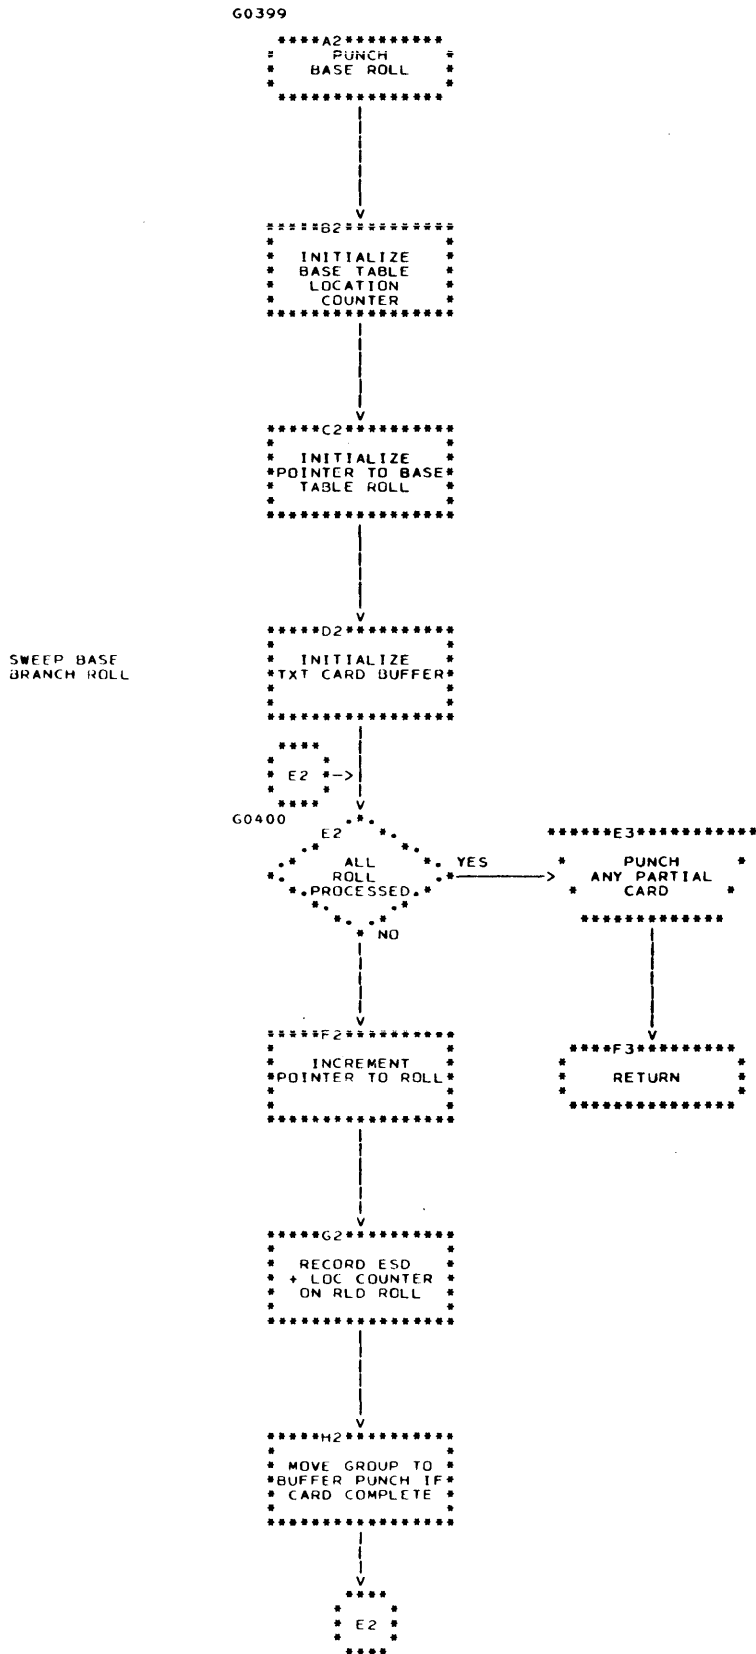 G0399
A2
PUNCH
BASE ROLL
B2
INITIALIZE
BASE TABLE
LOCATION
COUNTER
C2
INITIALIZE
POINTER TO BASE
TABLE ROLL
SWEEP BASE
BRANCH ROLL
D2
INITIALIZE
TXT CARD BUFFER
E2
G0400
E2
ALL
ROLL
PROCESSED
YES
NO
E3
PUNCH
ANY PARTIAL
CARD
F2
INCREMENT
POINTER TO ROLL
F3
RETURN
G2
RECORD ESD
+ LOC COUNTER
ON RLD ROLL
H2
MOVE GROUP TO
BUFFER PUNCH IF
CARD COMPLETE
E2